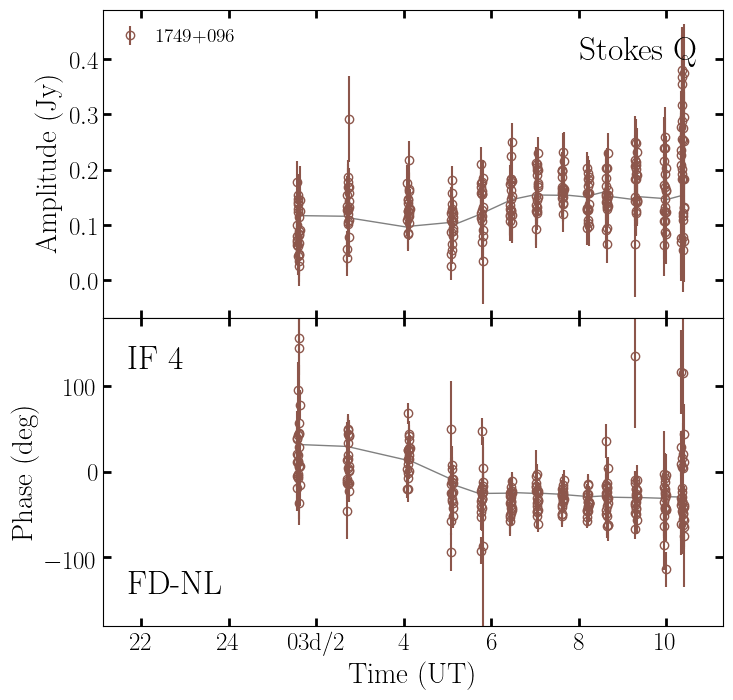 1749+096
Stokes Q
Amplitude (Jy)
0.4
0.3
0.2
0.1
0.0
IF 4
FD-NL
Phase (deg)
100
0
−100
22
24
03d/2
4
6
8
10
Time (UT)